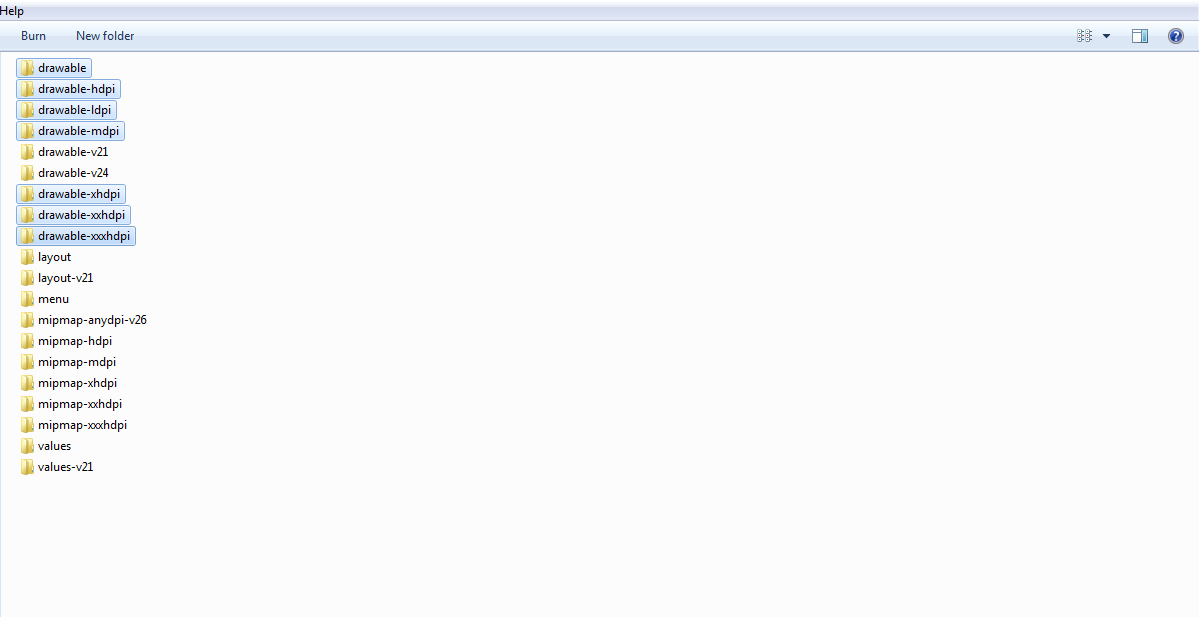 Help
Burn New folder
drawable
drawable-hdpi
drawable-ldpi
drawable-mdpi
drawable-v21
drawable-v24
drawable-xhdpi
drawable-xxhdpi
drawable-xxxhdpi
layout
layout-v21
menu
mipmap-anydpi-v26
mipmap-hdpi
mipmap-mdpi
mipmap-xhdpi
mipmap-xxhdpi
mipmap-xxxhdpi
values
values-v21